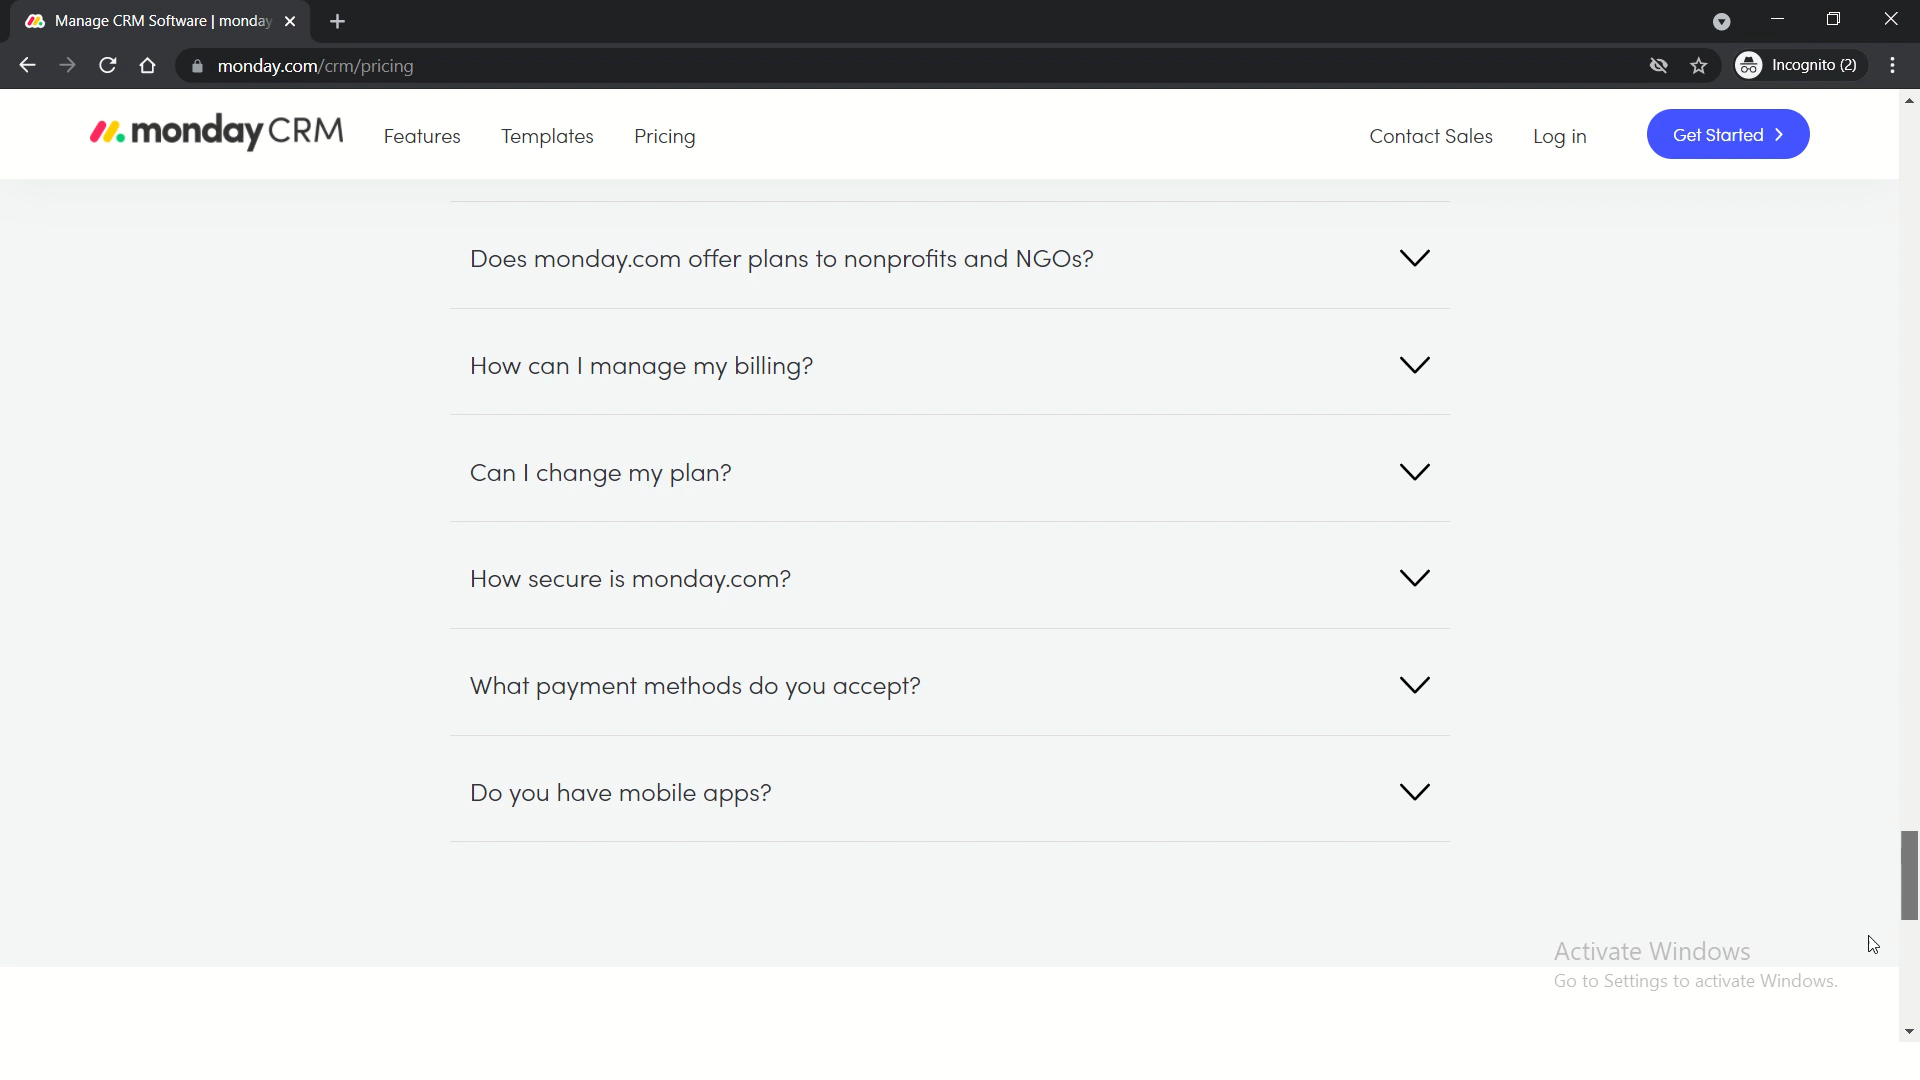 Manage CRM Software | monday
monday.com/crm/pricing
Incognito (2)
monday CRM
Features
Templates
Pricing
Contact Sales
Log in
Get Started
Does monday.com offer plans to nonprofits and NGOs?
How can I manage my billing?
Can I change my plan?
How secure is monday.com?
What payment methods do you accept?
Do you have mobile apps?
Activate Windows
Go to Settings to activate Windows.